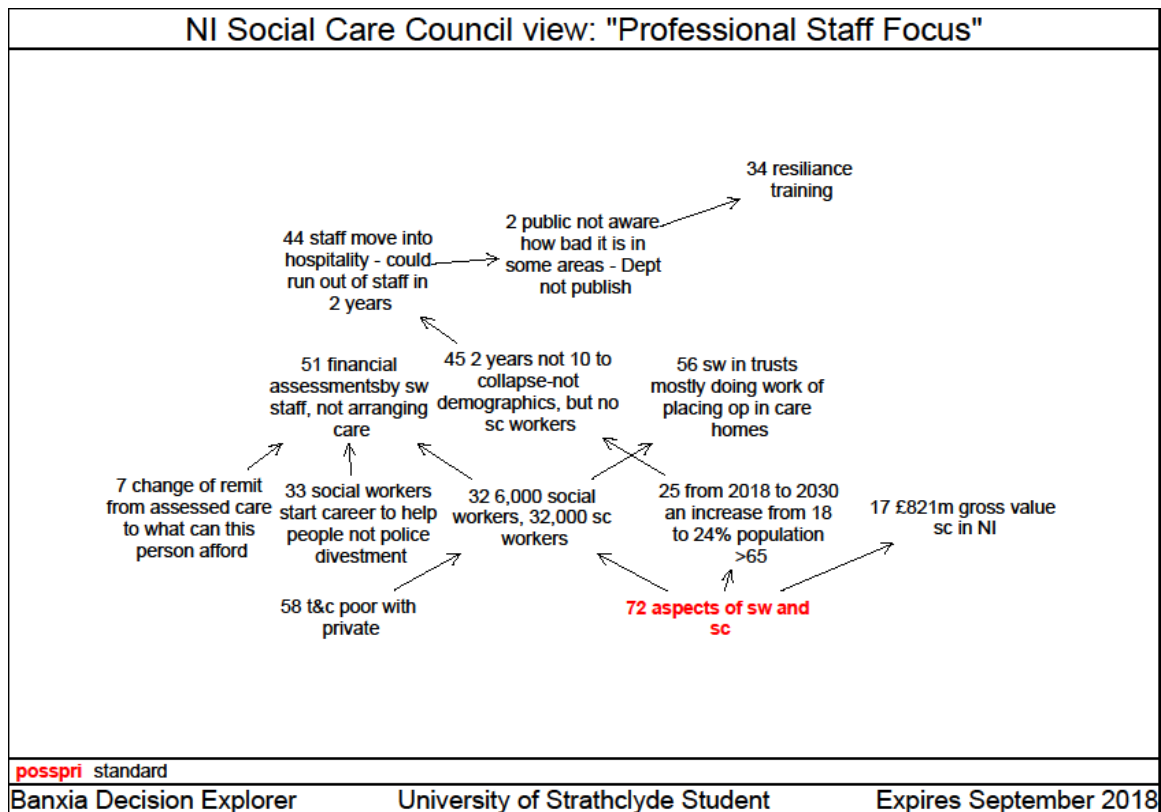 NI Social Care Council view: "Professional Staff Focus"
34 resiliance
training
2 public not aware
how bad it is in
some areas - Dept
not publish
44 staff move into
hospitality - could
run out of staff in
2 years
51 financial
assessmentsby sw
staff, not arranging
care
45 2 years not 10 to
collapse-not
demographics, but no
sc workers
56 sw in trusts
mostly doing work of
placing op in care
homes
7 change of remit
from assessed care
to what can this
person afford
33 social workers
start career to help
people not police
divestment
32 6,000 social
workers, 32,000 sc
workers
25 from 2018 to 2030
an increase from 18
to 24% population
>65
17 £821m gross value
sc in NI
58 t&c poor with
private
72 aspects of sw and
sc
posspri standard
Banxia Decision Explorer University of Strathclyde Student Expires September 2018